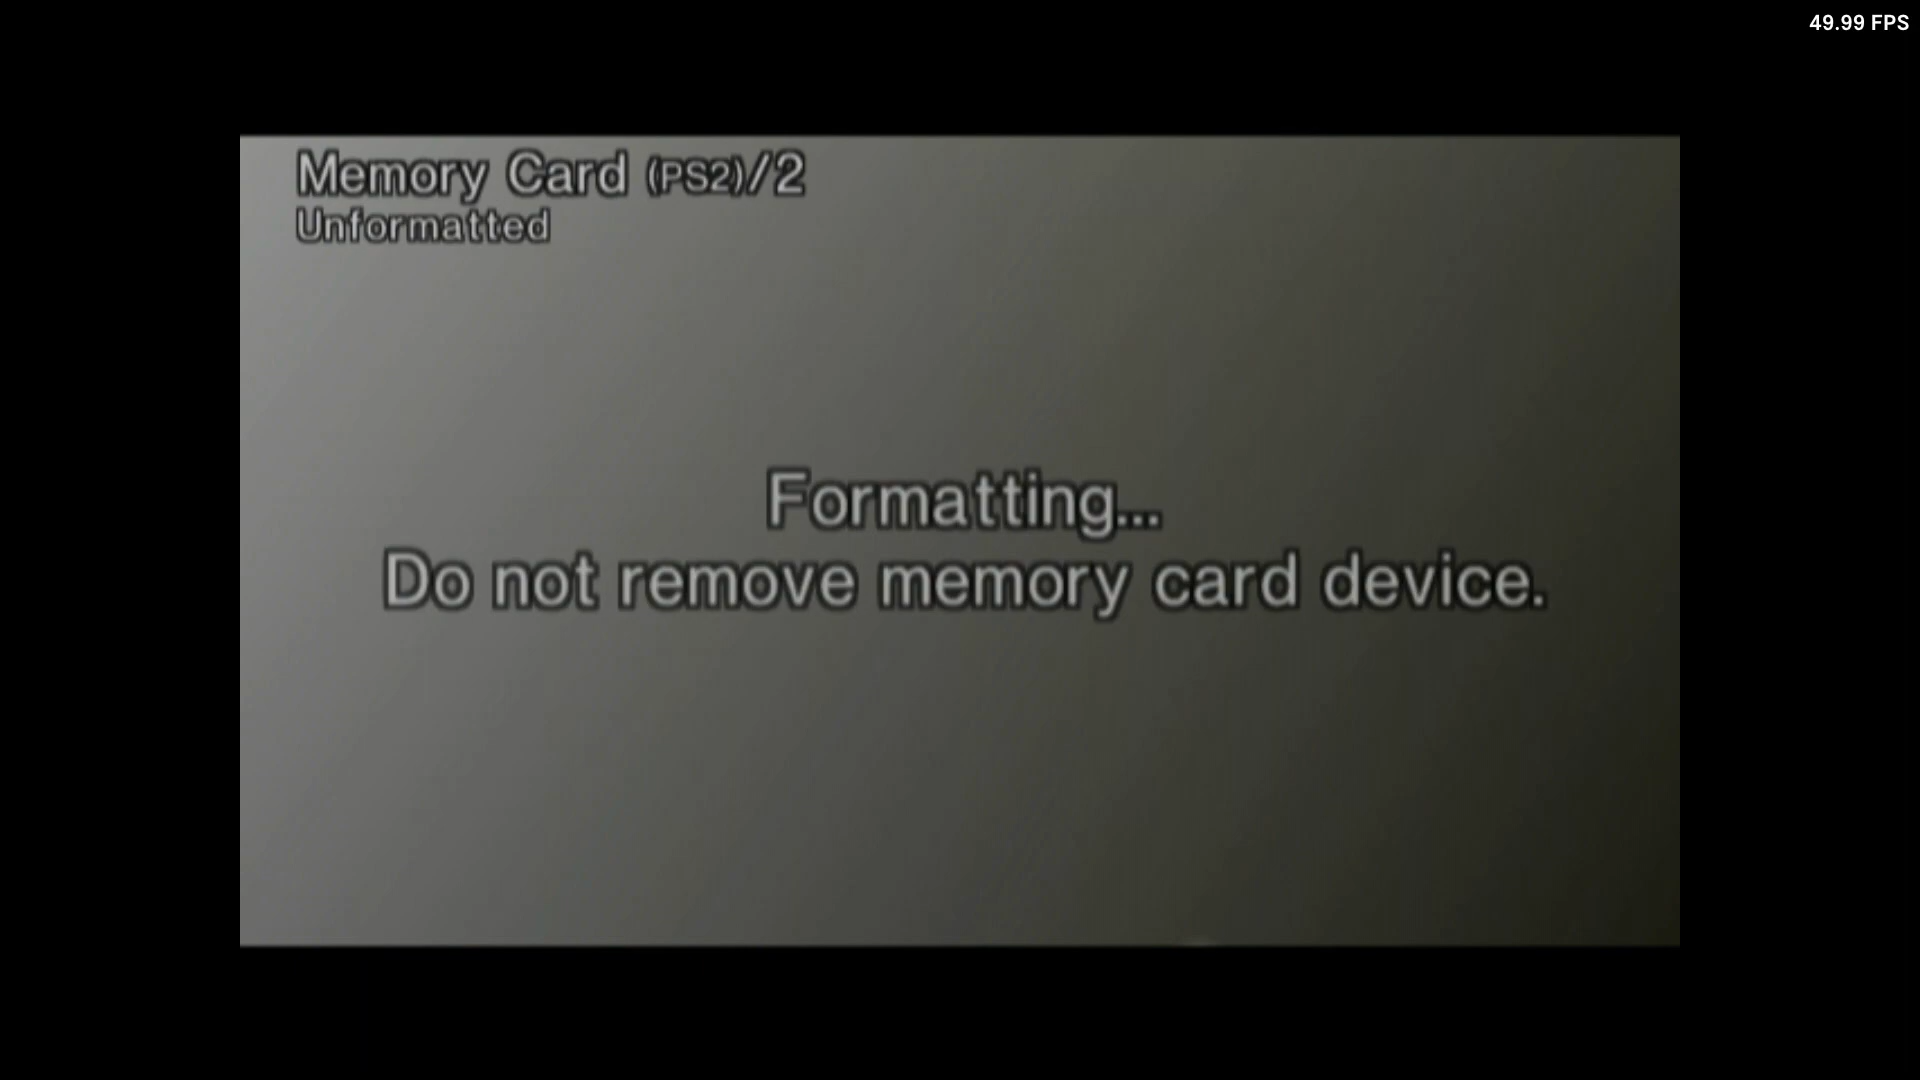 49.99 FPS
Memory Card (PS2)/2
Unformatted
Formatting...
Do not remove memory card device.